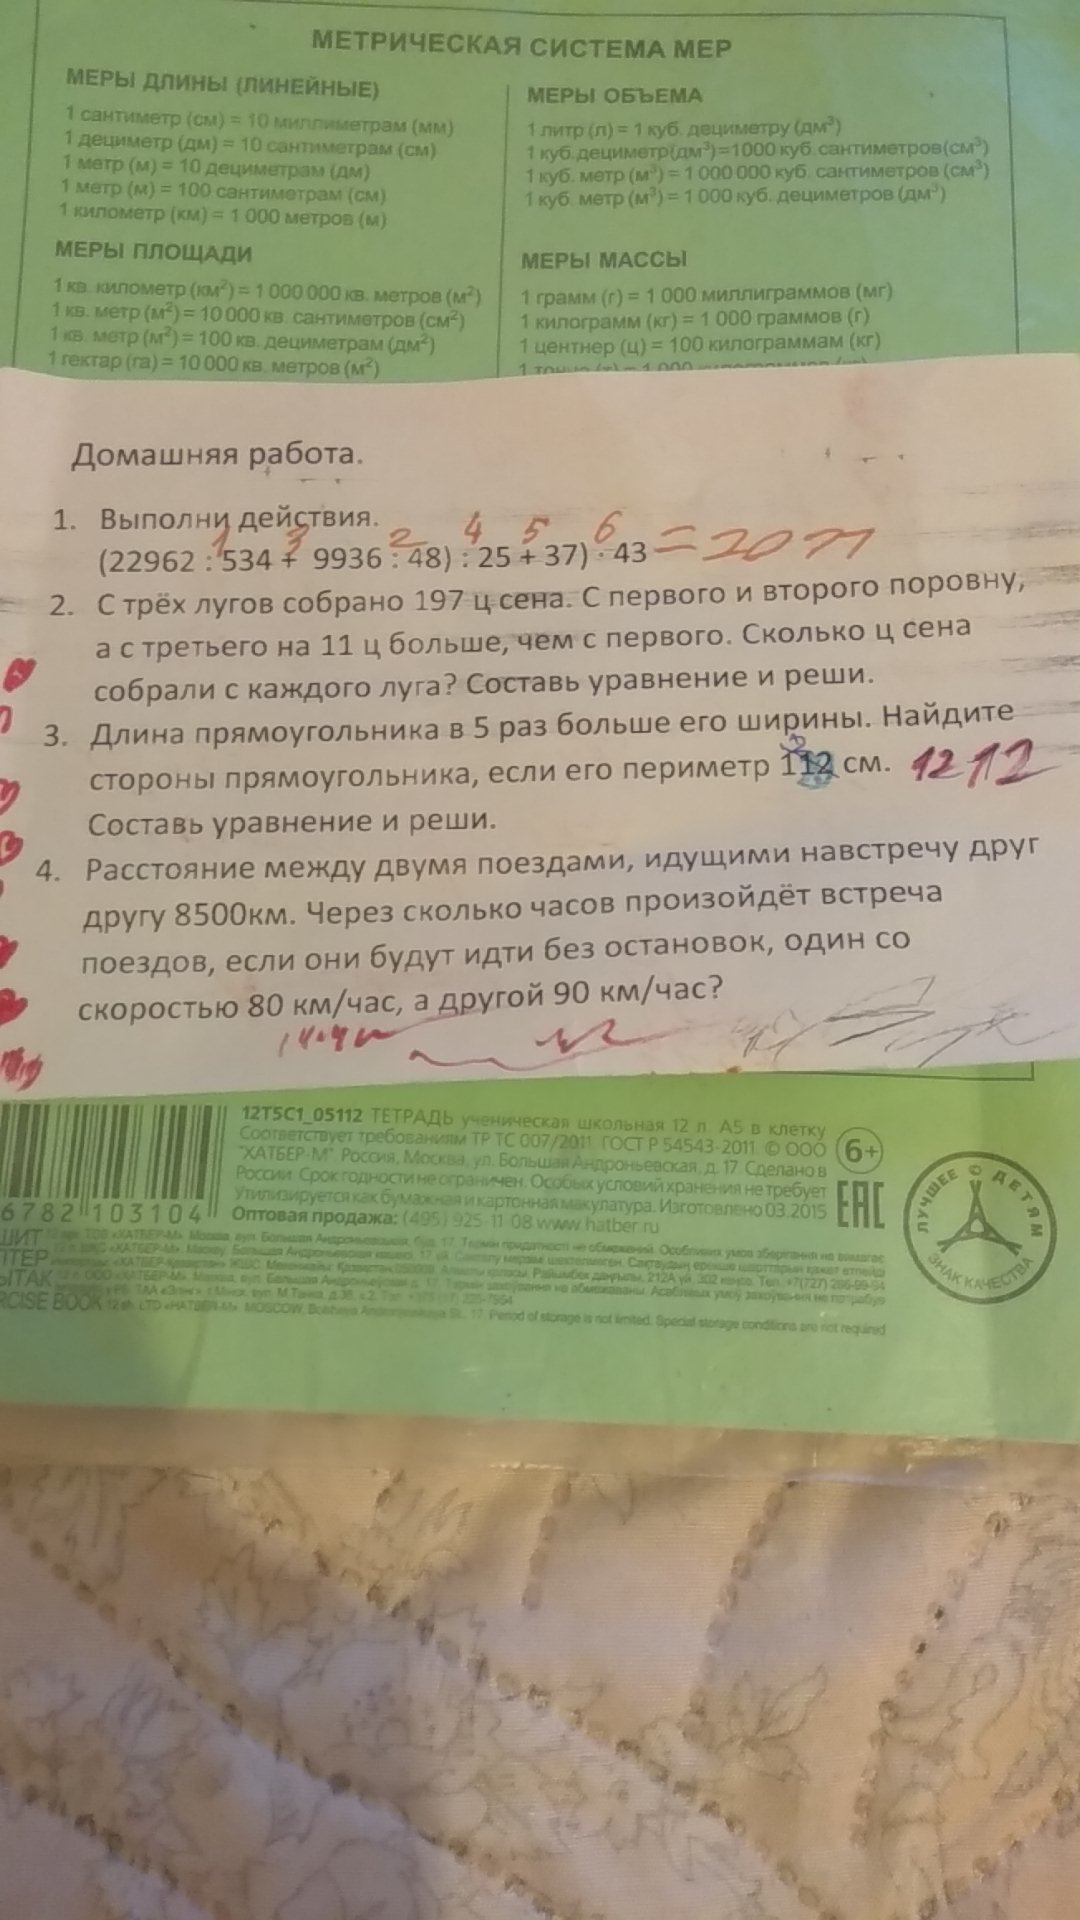 МЕТРИЧЕСКАЯ СИСТЕМА МЕР
МЕРЫ ДЛИНЫ (ЛИНЕЙНЫЕ)
1 сантиметр (см) = 10 миллиметрам (мм)
1 дециметр (дм) = 10 сантиметрам (см)
1 метр (м) = 10 дециметрам (дм)
1 метр (м) = 100 сантиметрам (см)
1 километр (км) = 1 000 метров (м)
МЕРЫ ПЛОЩАДИ
1 кв. километр (км²) = 1 000 000 кв. метров (м²)
1 кв. метр (м²) = 10 000 кв. сантиметров (см²)
1 кв. метр (м²) = 100 кв. дециметрам (дм²)
1 гектар (га) = 10 000 кв. метров (м²)
МЕРЫ ОБЪЕМА
1 литр (л) = 1 куб. дециметру (дм³)
1 куб.дециметр(дм³)=1000 куб. сантиметров(см³)
1 куб. метр (м³) = 1 000 000 куб. сантиметров (см³)
1 куб. метр (м³) = 1 000 куб. дециметров (дм³)
МЕРЫ МАССЫ
1 грамм (г) = 1 000 миллиграммов (мг)
1 килограмм (кг) = 1 000 граммов (г)
1 центнер (ц) = 100 килограммам (кг)
Домашняя работа.
1. Выполни действия.
1 3 2 4 5 6
(22962 : 534 + 9936 : 48) : 25 + 37) · 43 = 2021
2. С трёх лугов собрано 197 ц сена. С первого и второго поровну,
а с третьего на 11 ц больше, чем с первого. Сколько ц сена
собрали с каждого луга? Составь уравнение и реши.
3. Длина прямоугольника в 5 раз больше его ширины. Найдите
стороны прямоугольника, если его периметр 112 см. 1212
Составь уравнение и реши.
4. Расстояние между двумя поездами, идущими навстречу друг
другу 8500км. Через сколько часов произойдёт встреча
поездов, если они будут идти без остановок, один со
скоростью 80 км/час, а другой 90 км/час?
12Т5С1_05112 ТЕТРАДЬ ученическая школьная 12 л. А5 в клетку
Соответствует требованиям ТР ТС 007/2011. ГОСТ Р 54543-2011. © ООО
"ХАТБЕР-М". Россия, Москва, ул. Большая Андроньевская, д. 17. Сделано в
России. Срок годности не ограничен. Особых условий хранения не требует
Утилизируется как бумажная и картонная макулатура. Изготовлено 03.2015
Оптовая продажа: (495) 925-11-08 www.hatber.ru
6+
EAC
ЛУЧШЕЕ © ДЕТЯМ
ЗНАК КАЧЕСТВА
6782 103104